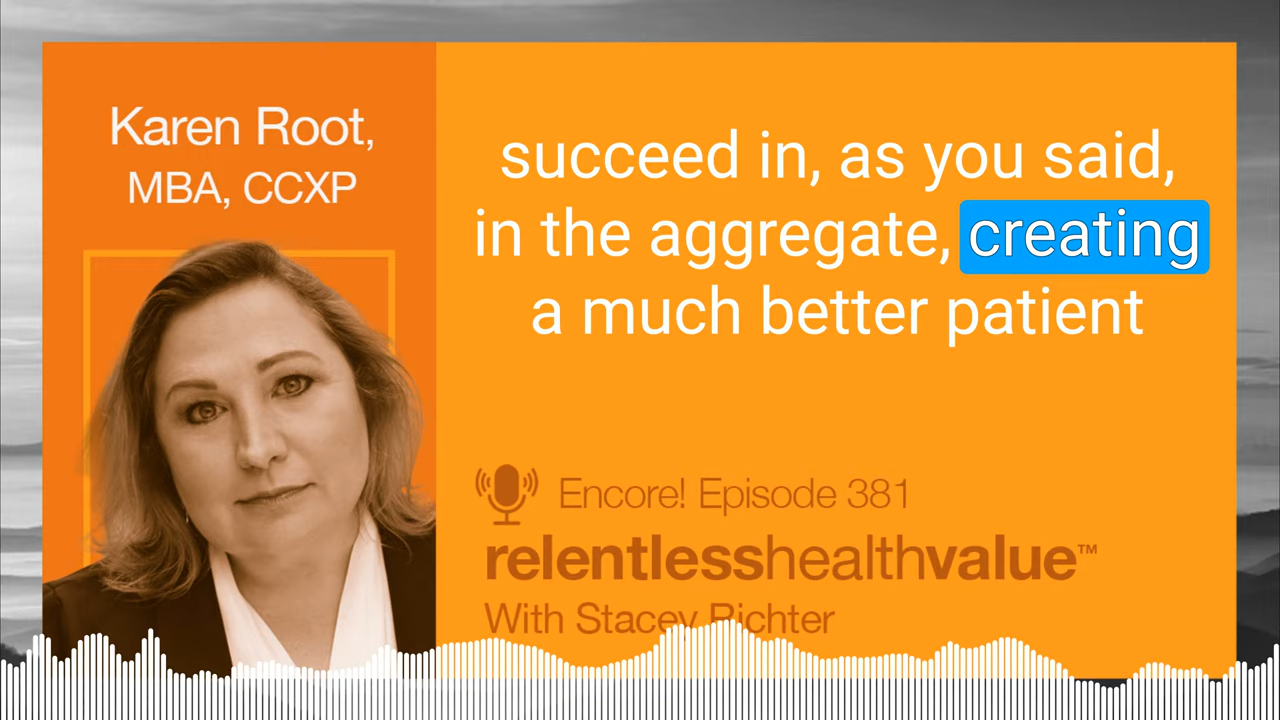 Karen Root,
MBA, CCXP
succeed in, as you said,
in the aggregate, creating
a much better patient
Encore! Episode 381
relentlesshealthvalue™
With Stacey Richter